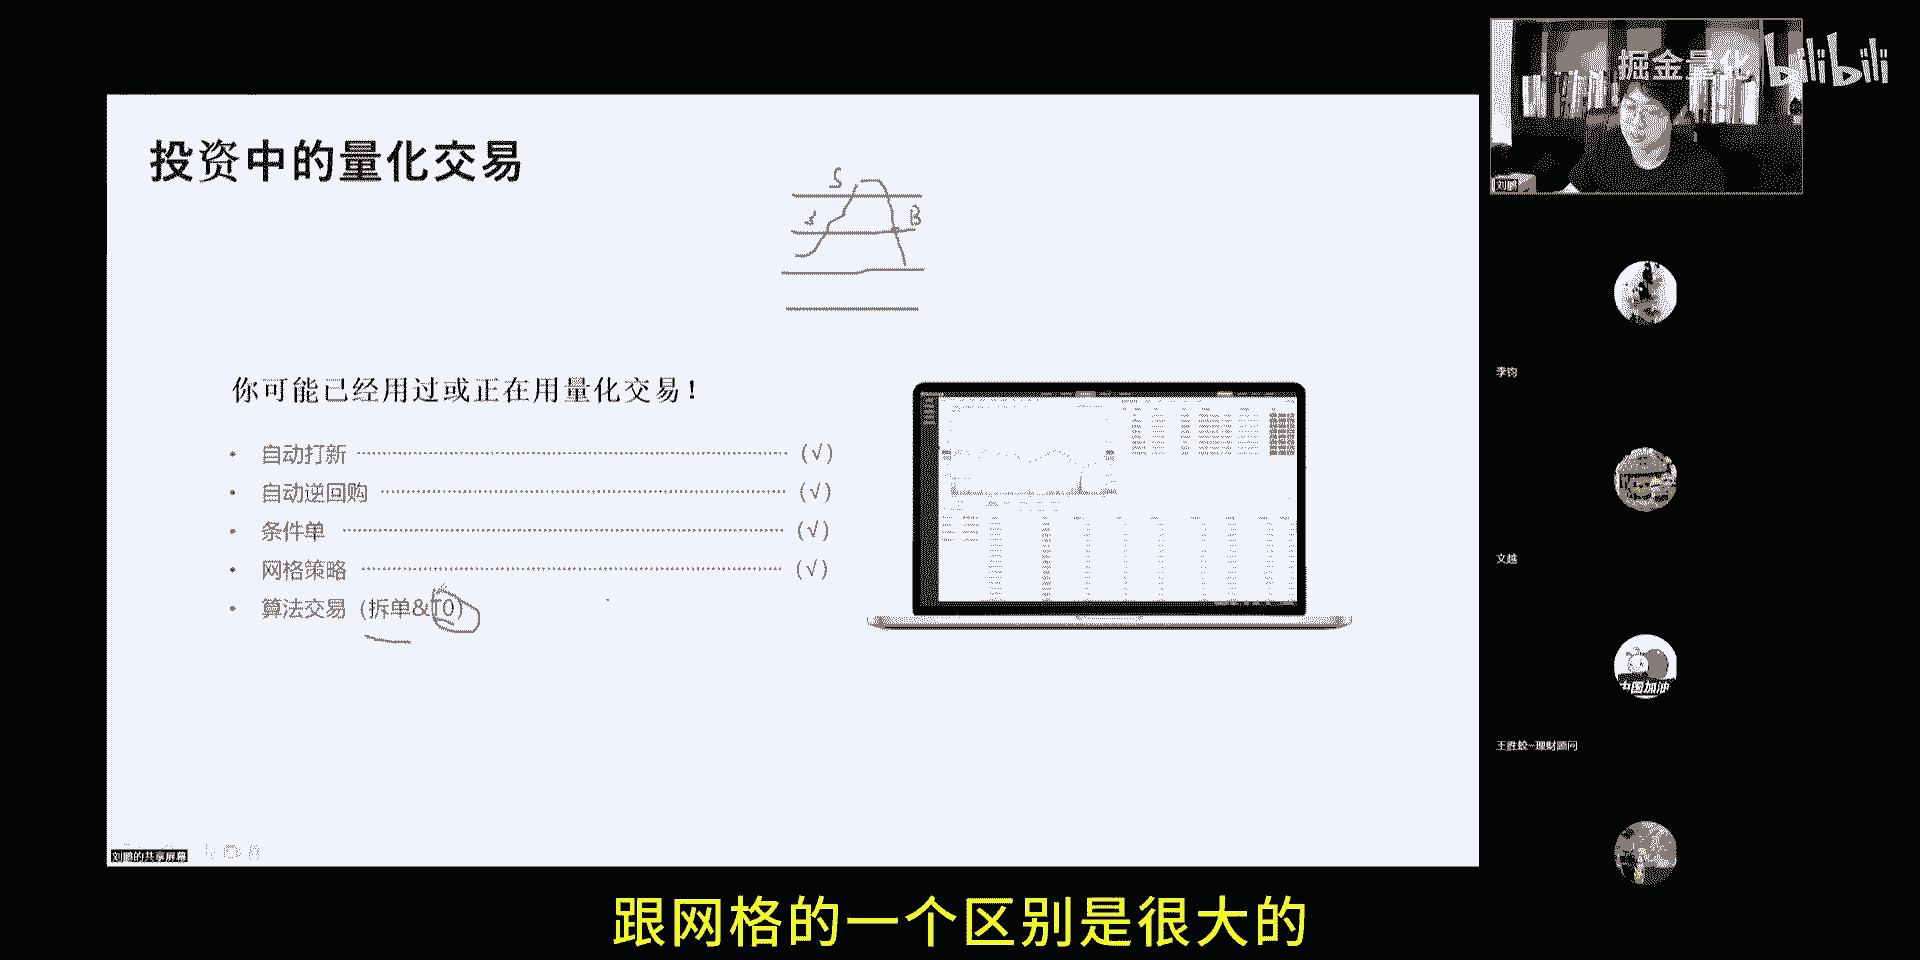 掘金量化 bilibili
刘鹏
投资中的量化交易
S
B
你可能已经用过或正在用量化交易！
• 自动打新 (√)
• 自动逆回购 (√)
• 条件单 (√)
• 网格策略 (√)
• 算法交易（拆单&T0）
李钧
文越
中国加油
理财顾问
刘鹏的共享屏幕
跟网格的一个区别是很大的